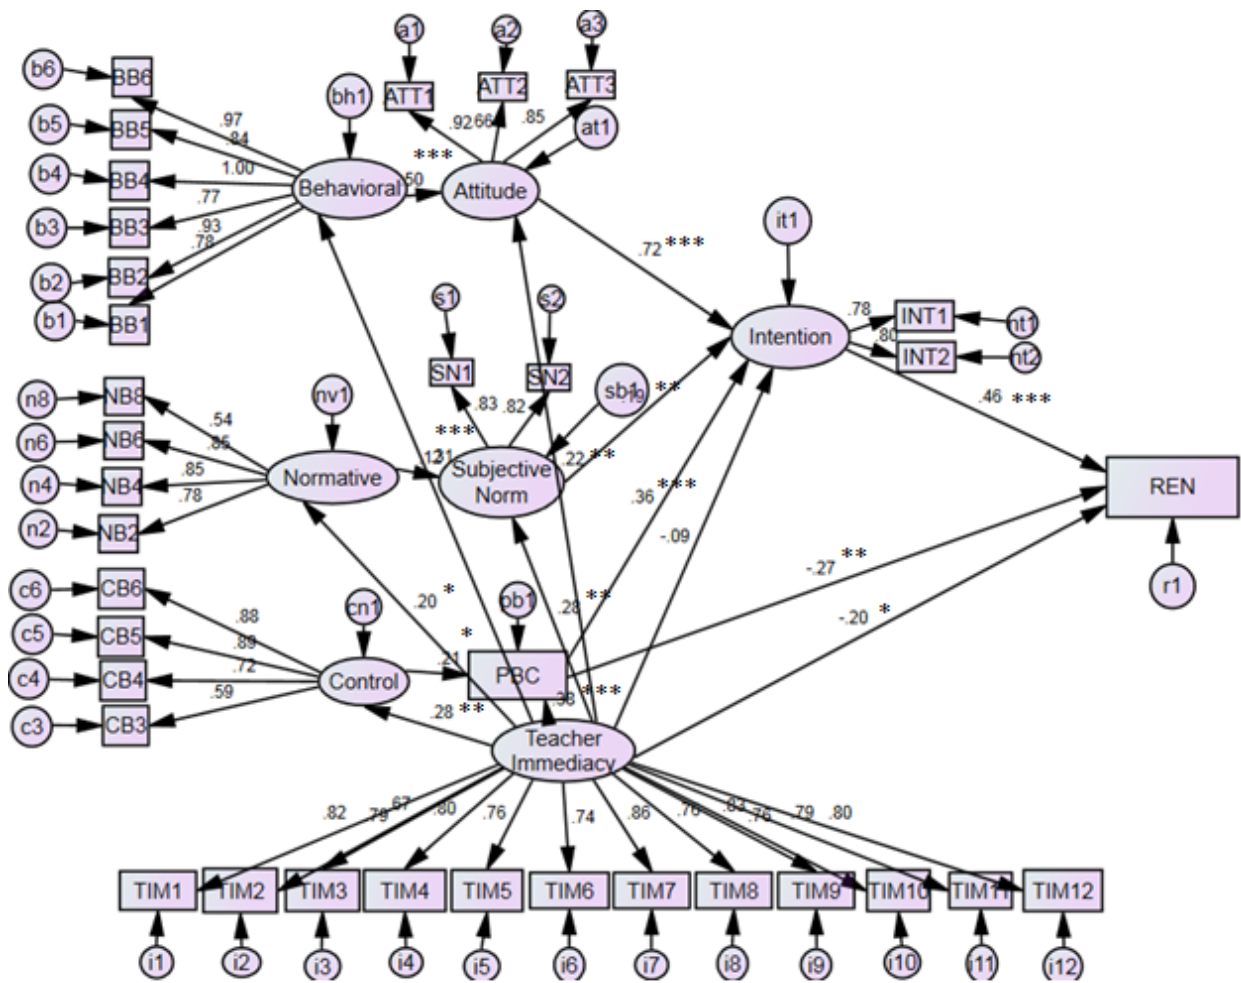 a1
a2
a3
b6
BB6
bh1
ATT1
ATT2
ATT3
.97
.92
.66
.85
at1
b5
BB5
.84
***
b4
BB4
1.00
Behavioral
.50
Attitude
b3
BB3
.77
.93
.78
b2
BB2
b1
BB1
it1
.72 ***
s1
s2
Intention
.78
INT1
nt1
.80
INT2
nt2
SN1
SN2
sb1
.19 **
n8
NB8
nv1
.83
.82
.46 ***
n6
NB6
.54
.85
***
n4
NB4
.85
Normative
.31
Subjective
Norm
.22 **
REN
n2
NB2
.78
.36 ***
-.09
c6
CB6
cn1
.20 *
pb1
.28 **
-.27 **
r1
c5
CB5
.88
.89
*
.21
-.20 *
c4
CB4
.72
Control
PBC
c3
CB3
.59
.28 **
.38 ***
Teacher
Immediacy
.82
.79
.67
.80
.76
.74
.86
.76
.83
.76
.79
.80
TIM1
TIM2
TIM3
TIM4
TIM5
TIM6
TIM7
TIM8
TIM9
TIM10
TIM11
TIM12
i1
i2
i3
i4
i5
i6
i7
i8
i9
i10
i11
i12